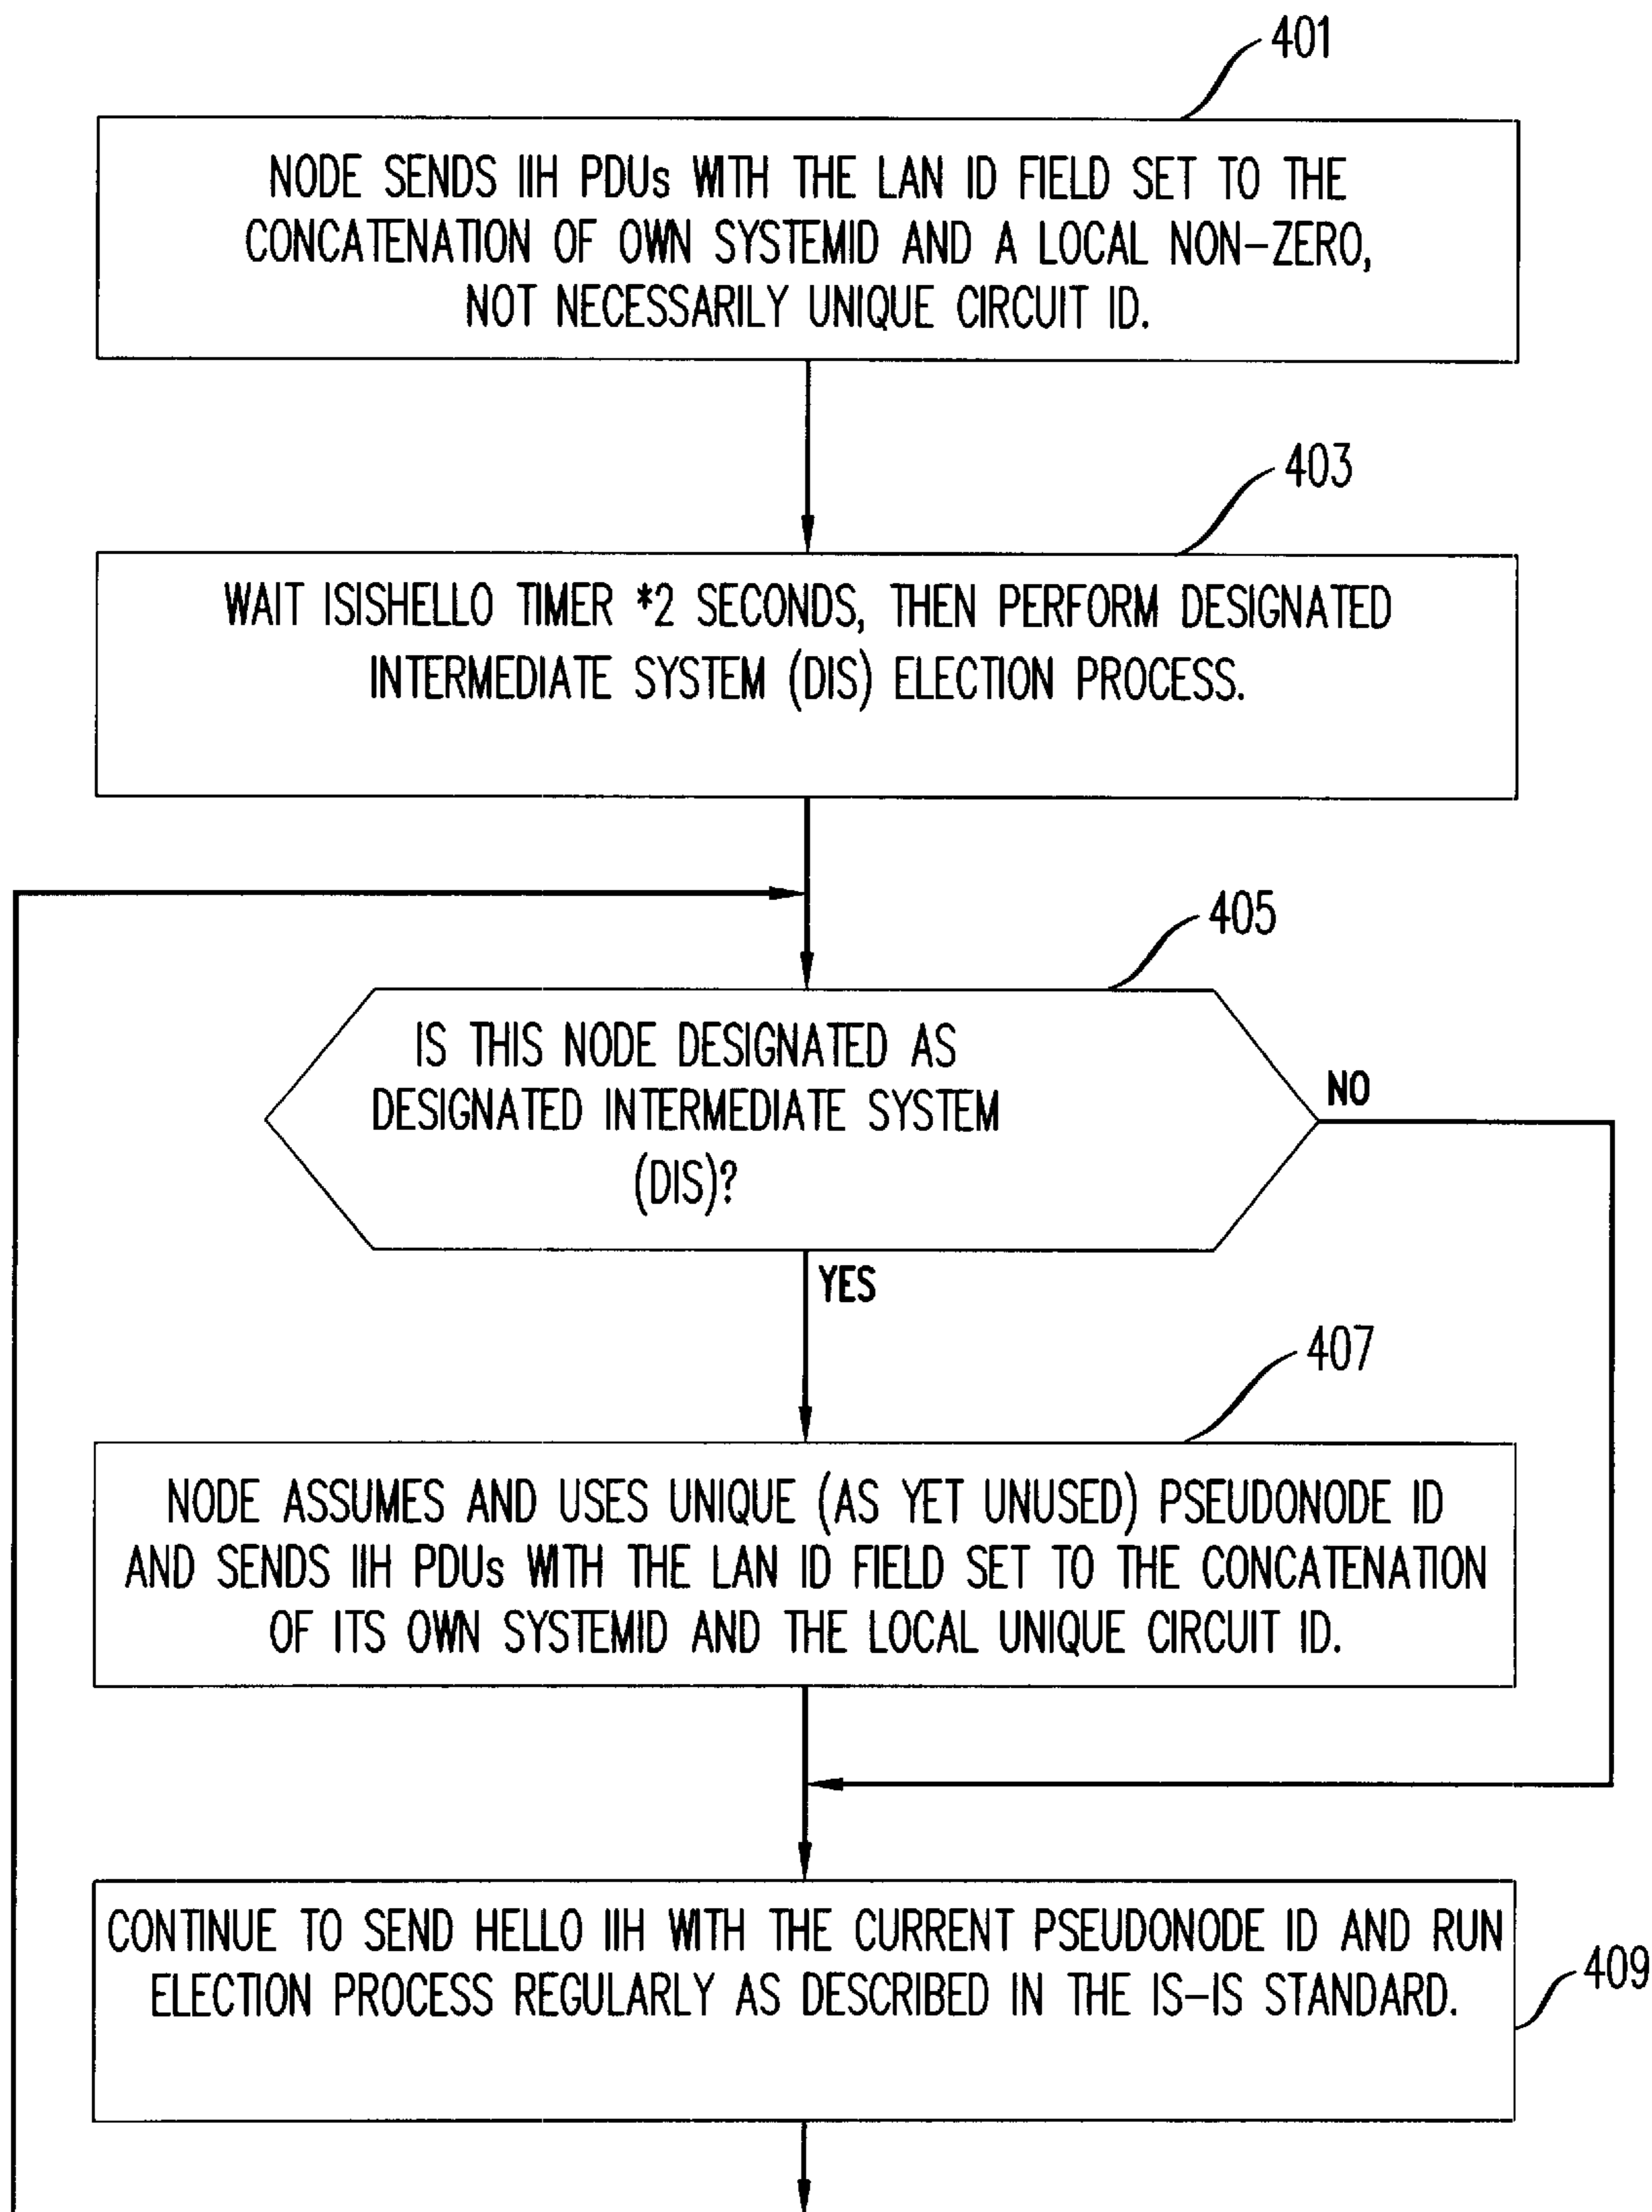 401
NODE SENDS IIH PDUs WITH THE LAN ID FIELD SET TO THE
CONCATENATION OF OWN SYSTEMID AND A LOCAL NON-ZERO,
NOT NECESSARILY UNIQUE CIRCUIT ID.
403
WAIT ISISHELLO TIMER *2 SECONDS, THEN PERFORM DESIGNATED
INTERMEDIATE SYSTEM (DIS) ELECTION PROCESS.
405
IS THIS NODE DESIGNATED AS
DESIGNATED INTERMEDIATE SYSTEM
(DIS)?
NO
YES
407
NODE ASSUMES AND USES UNIQUE (AS YET UNUSED) PSEUDONODE ID
AND SENDS IIH PDUs WITH THE LAN ID FIELD SET TO THE CONCATENATION
OF ITS OWN SYSTEMID AND THE LOCAL UNIQUE CIRCUIT ID.
CONTINUE TO SEND HELLO IIH WITH THE CURRENT PSEUDONODE ID AND RUN
ELECTION PROCESS REGULARLY AS DESCRIBED IN THE IS-IS STANDARD.
409